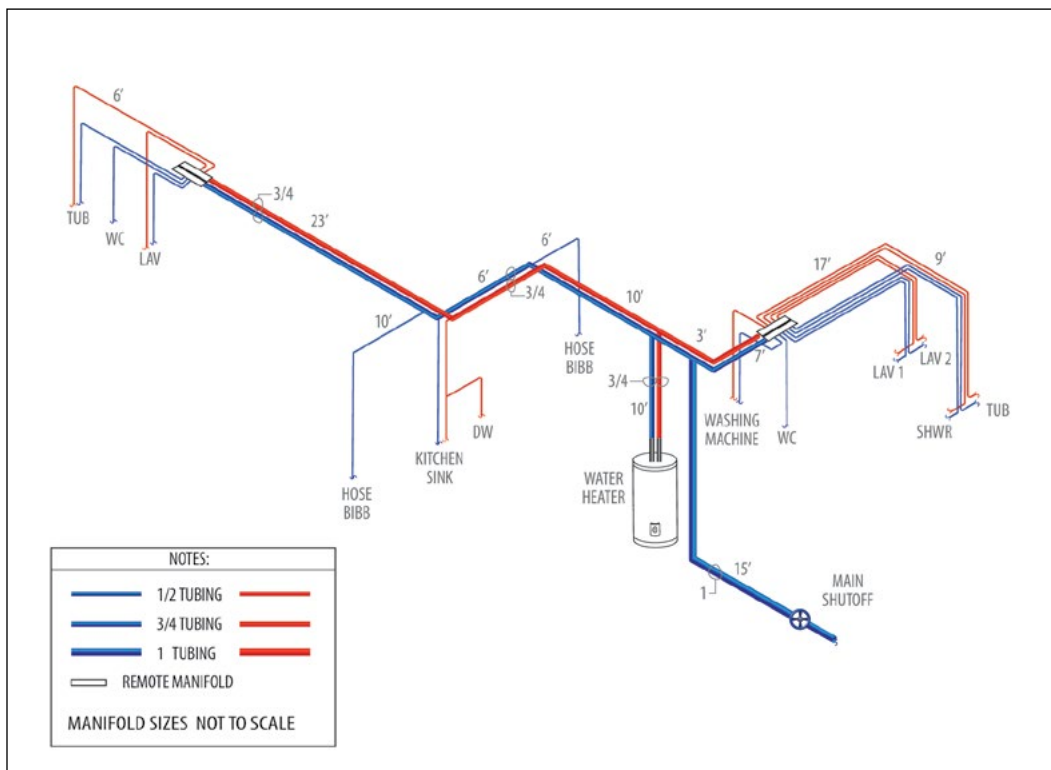 6'
3/4
23'
TUB
WC
LAV
6'
6'
3/4
10'
10'
HOSE
BIBB
17'
9'
3'
7'
3/4
10'
LAV 1
LAV 2
WASHING
MACHINE
WC
TUB
SHWR
DW
KITCHEN
SINK
HOSE
BIBB
WATER
HEATER
15'
1
MAIN
SHUTOFF
NOTES:
1/2 TUBING
3/4 TUBING
1 TUBING
REMOTE MANIFOLD
MANIFOLD SIZES NOT TO SCALE